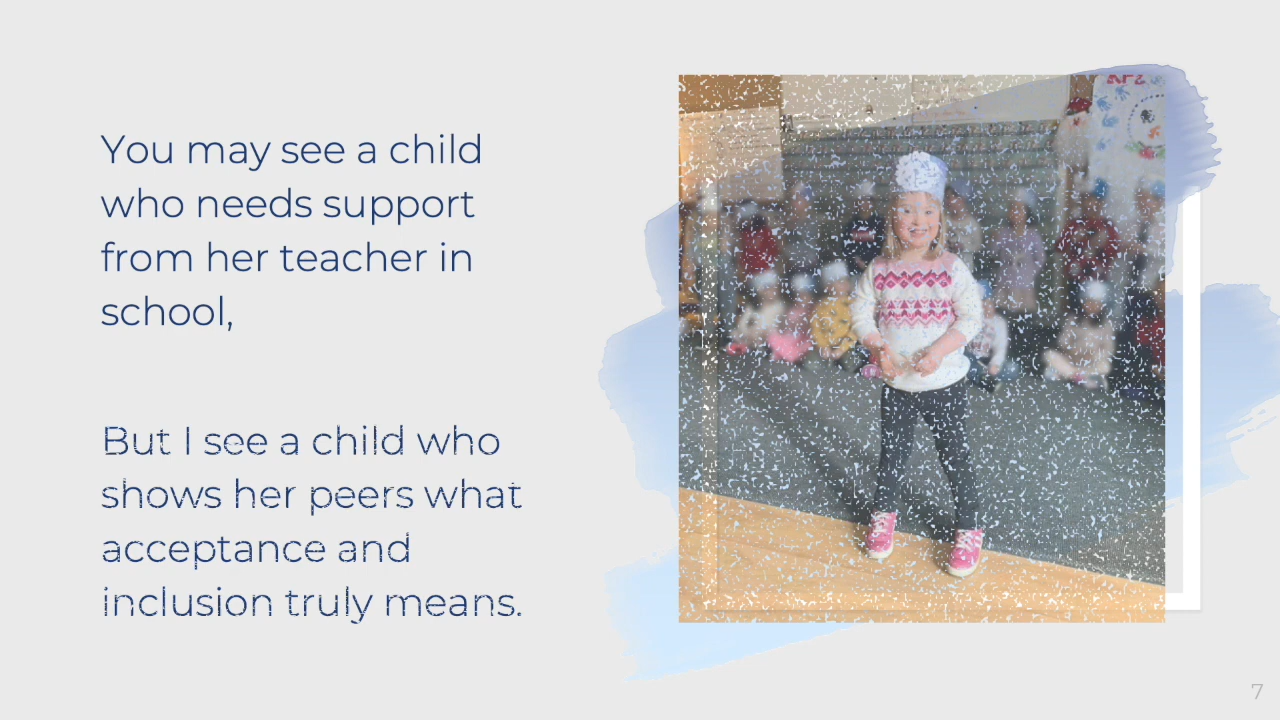 You may see a child
who needs support
from her teacher in
school,
But I see a child who
shows her peers what
acceptance and
inclusion truly means.
7